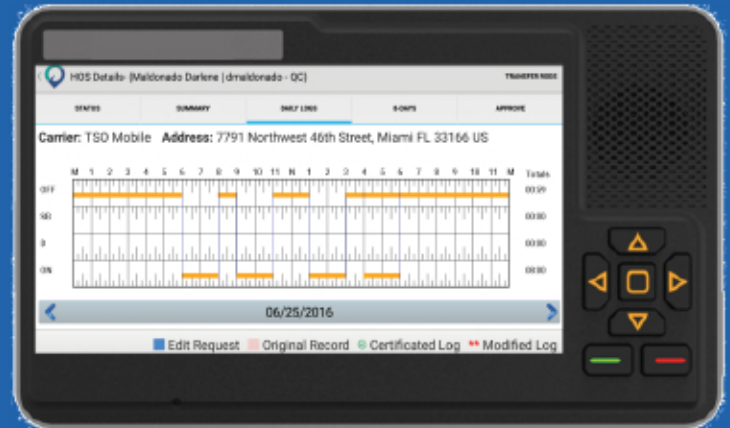 HOS Details- (Maldonado Darlene | dmaldonado - QC)
STATUS SUMMARY DAILY LOGS 8-DAYS APPROVE
Carrier: TSO Mobile Address: 7791 Northwest 46th Street, Miami FL 33166 US
M 1 2 3 4 5 6 7 8 9 10 11 N 1 2 3 4 5 6 7 8 9 10 11 M Totals
OFF
SB 00:00
D 00:00
ON 08:00
06/25/2016
Edit Request Original Record Certificated Log Modified Log